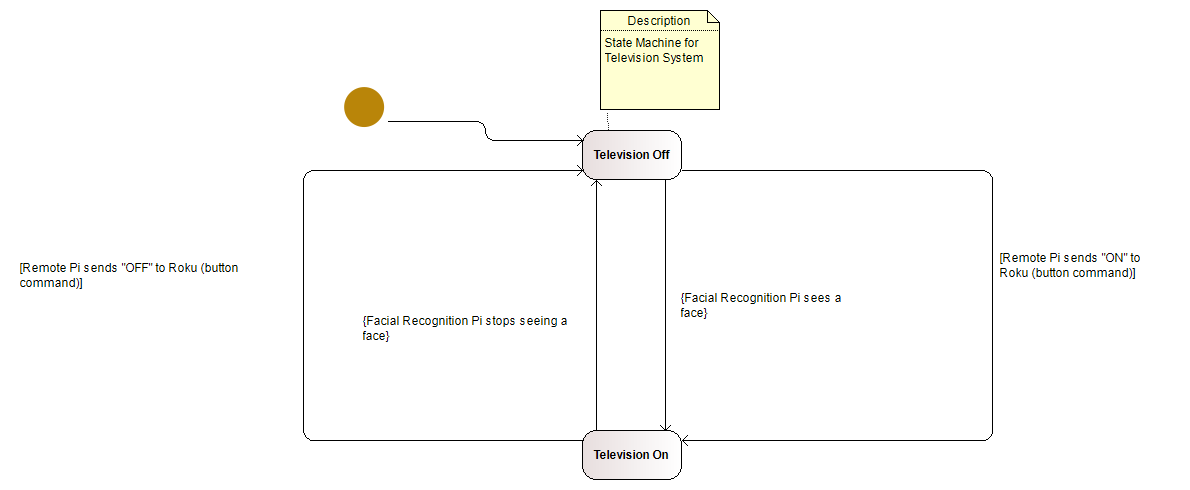 Description
State Machine for
Television System
Television Off
[Remote Pi sends "OFF" to Roku (button
command)]
[Remote Pi sends "ON" to
Roku (button command)]
{Facial Recognition Pi stops seeing a
face}
{Facial Recognition Pi sees a
face}
Television On